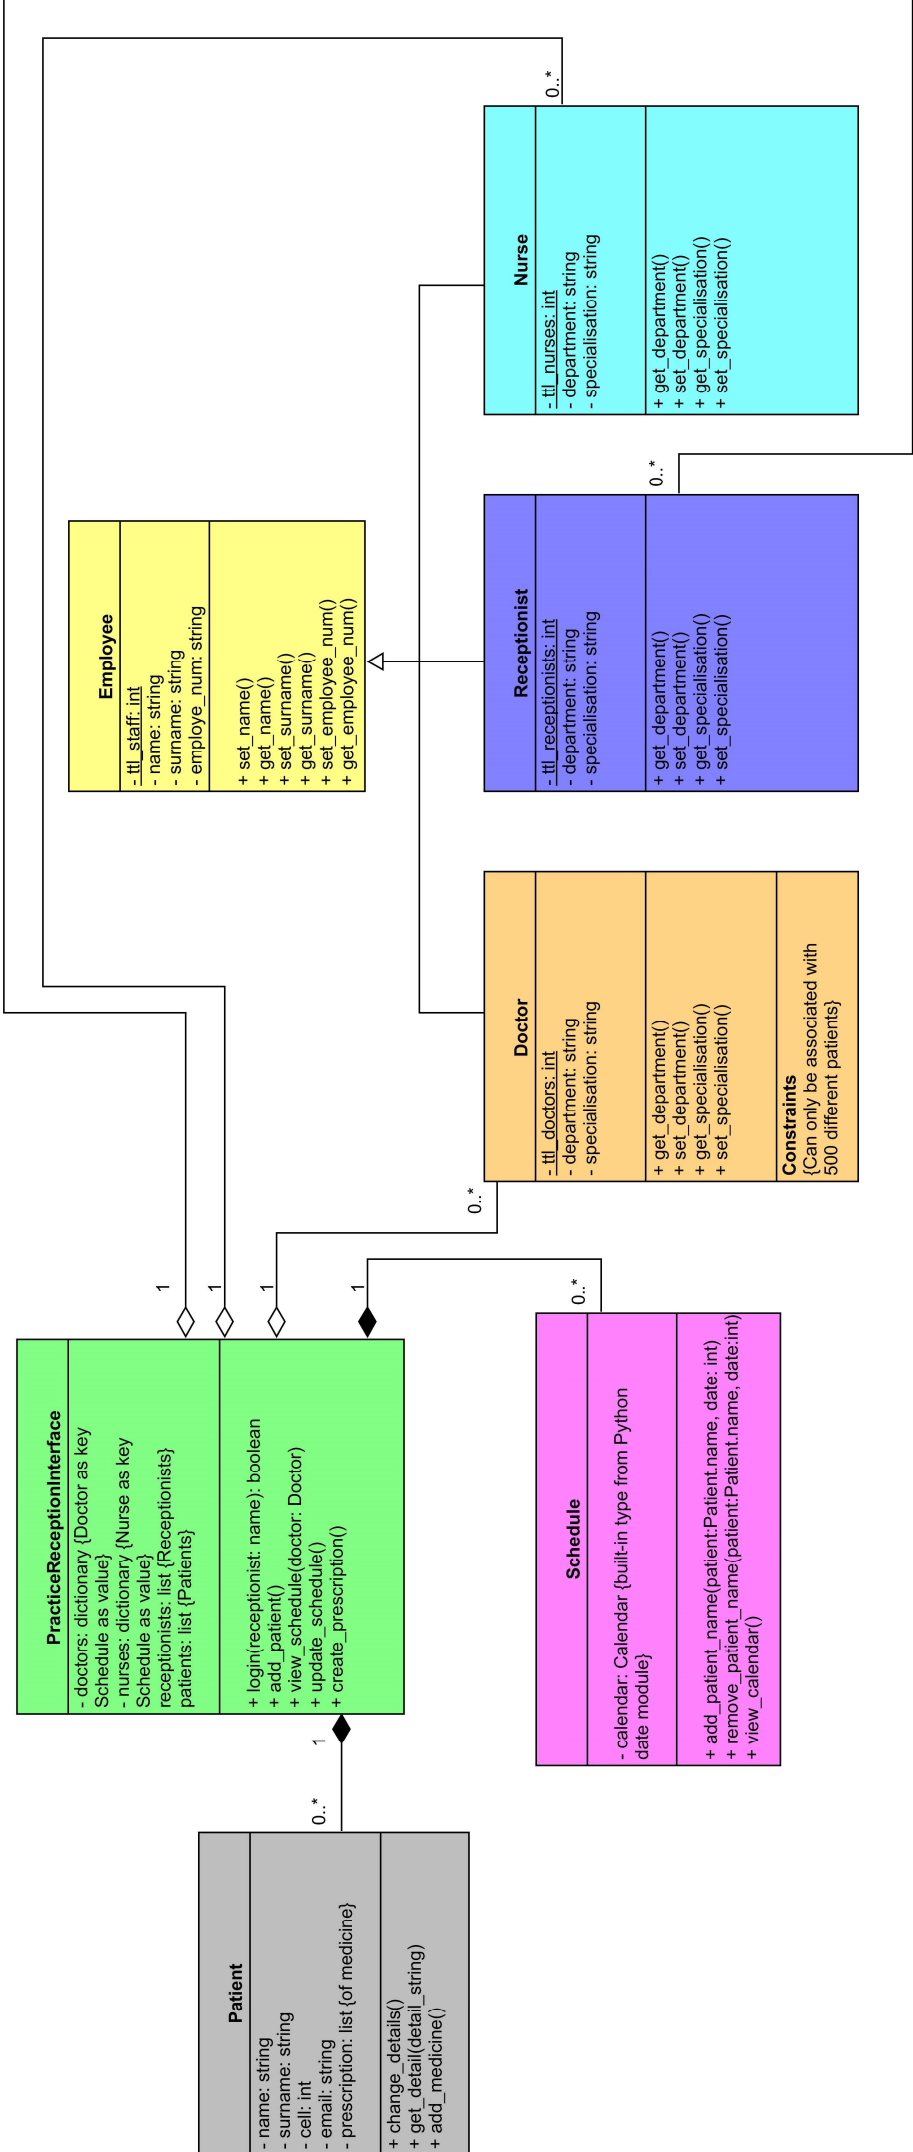 Patient
- name: string
- surname: string
- cell: int
- email: string
- prescription: list {of medicine}
+ change_details()
+ get_detail(detail_string)
+ add_medicine()
0..*
1
PracticeReceptionInterface
- doctors: dictionary {Doctor as key
Schedule as value}
- nurses: dictionary {Nurse as key
Schedule as value}
receptionists: list {Receptionists}
patients: list {Patients}
+ login(receptionist: name): boolean
+ add_patient()
+ view_schedule(doctor: Doctor)
+ update_schedule()
+ create_prescription()
1
1
1
1
0..*
Schedule
- calendar: Calendar {built-in type from Python
date module}
+ add_patient_name(patient:Patient.name, date: int)
+ remove_patient_name(patient:Patient.name, date:int)
+ view_calendar()
0..*
Doctor
- ttl_doctors: int
- department: string
- specialisation: string
+ get_department()
+ set_department()
+ get_specialisation()
+ set_specialisation()
Constraints
{Can only be associated with
500 different patients}
Employee
- ttl_staff: int
- name: string
- surname: string
- employe_num: string
+ set_name()
+ get_name()
+ set_surname()
+ get_surname()
+ set_employee_num()
+ get_employee_num()
Receptionist
- ttl_receptionists: int
- department: string
- specialisation: string
+ get_department()
+ set_department()
+ get_specialisation()
+ set_specialisation()
0..*
Nurse
- ttl_nurses: int
- department: string
- specialisation: string
+ get_department()
+ set_department()
+ get_specialisation()
+ set_specialisation()
0..*